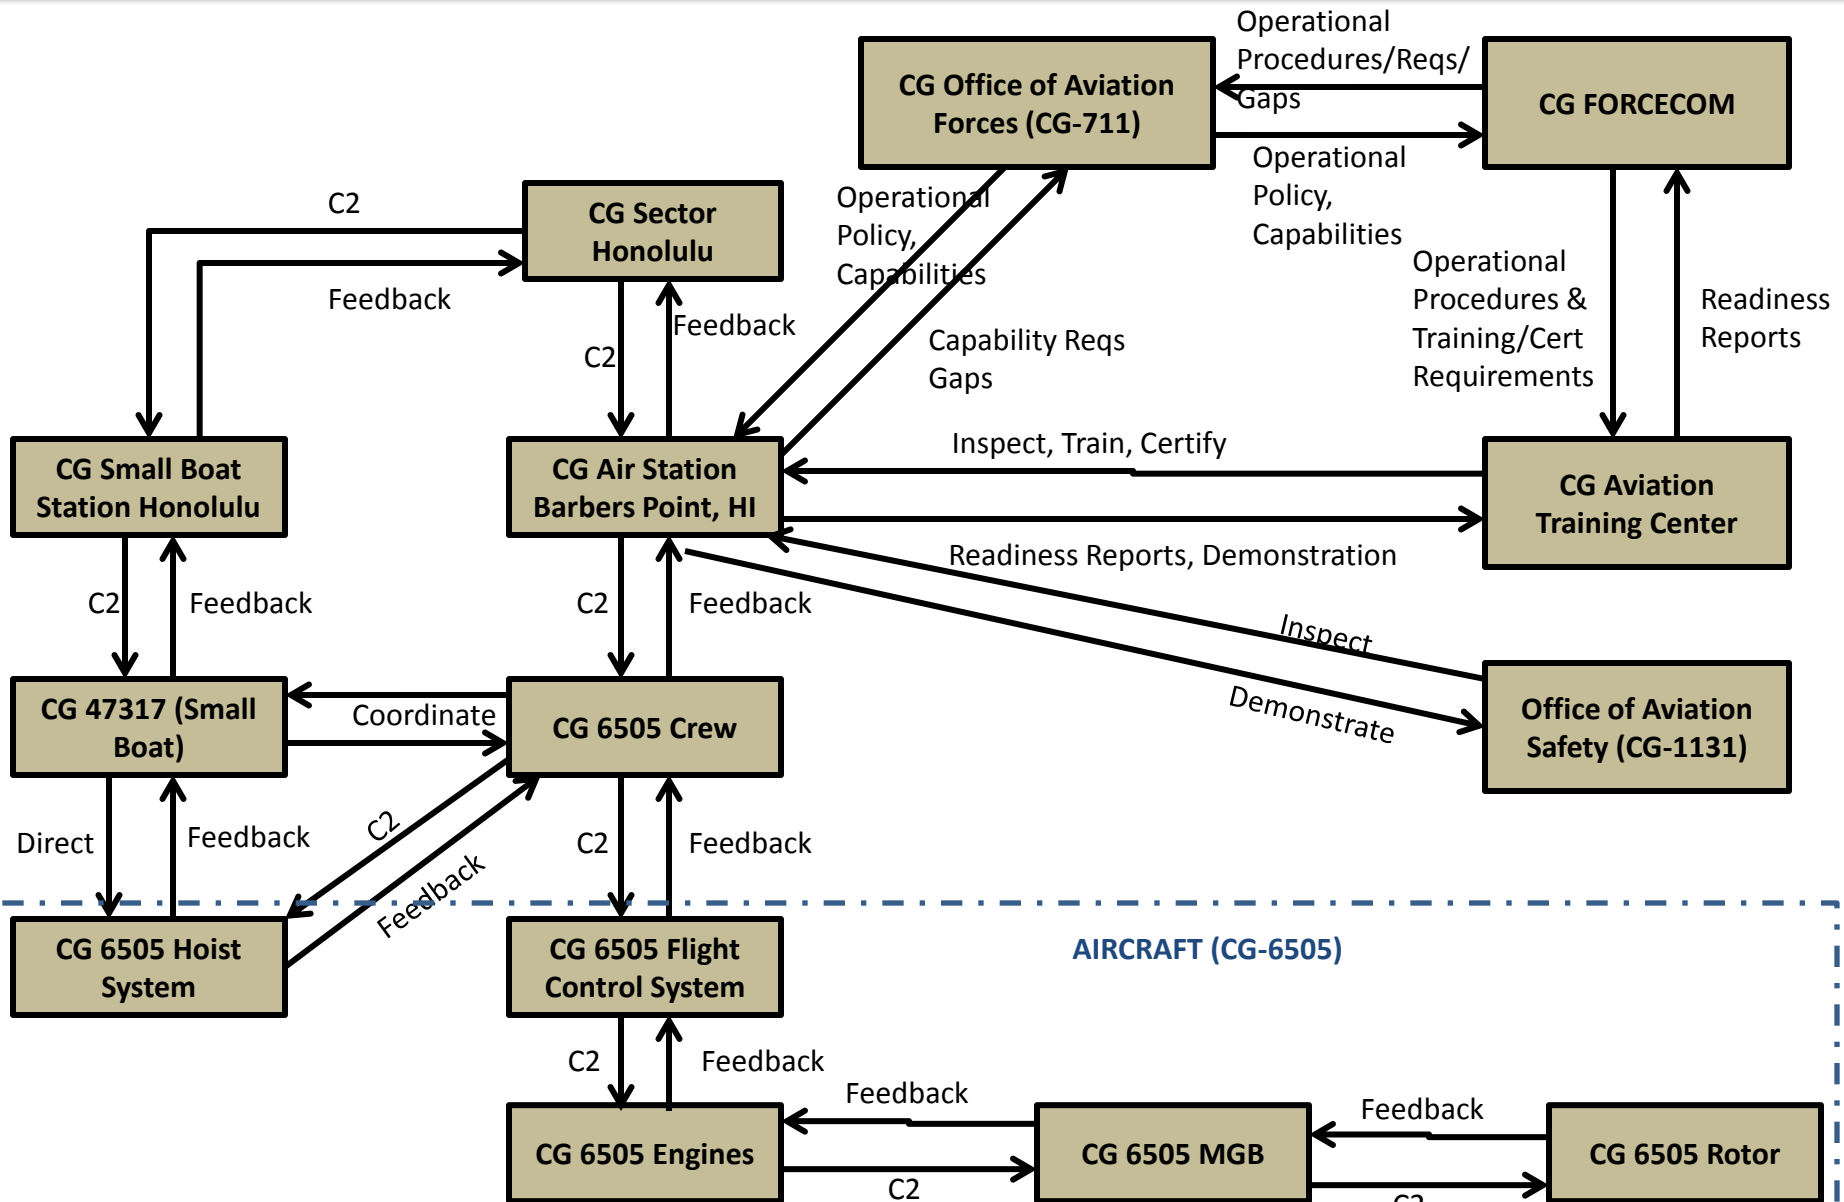 Operational
Procedures/Reqs/
Gaps
CG Office of Aviation
Forces (CG-711)
CG FORCECOM
Operational
Policy,
Capabilities
C2
CG Sector
Honolulu
Operational
Policy,
Capabilities
Feedback
Feedback
C2
Capability Reqs
Gaps
Operational
Procedures &
Training/Cert
Requirements
Readiness
Reports
CG Small Boat
Station Honolulu
CG Air Station
Barbers Point, HI
Inspect, Train, Certify
CG Aviation
Training Center
Readiness Reports, Demonstration
C2
Feedback
C2
Feedback
Inspect
Demonstrate
CG 47317 (Small
Boat)
Coordinate
CG 6505 Crew
Office of Aviation
Safety (CG-1131)
Direct
Feedback
C2
Feedback
C2
Feedback
CG 6505 Hoist
System
CG 6505 Flight
Control System
AIRCRAFT (CG-6505)
C2
Feedback
Feedback
Feedback
CG 6505 Engines
CG 6505 MGB
CG 6505 Rotor
C2
C2